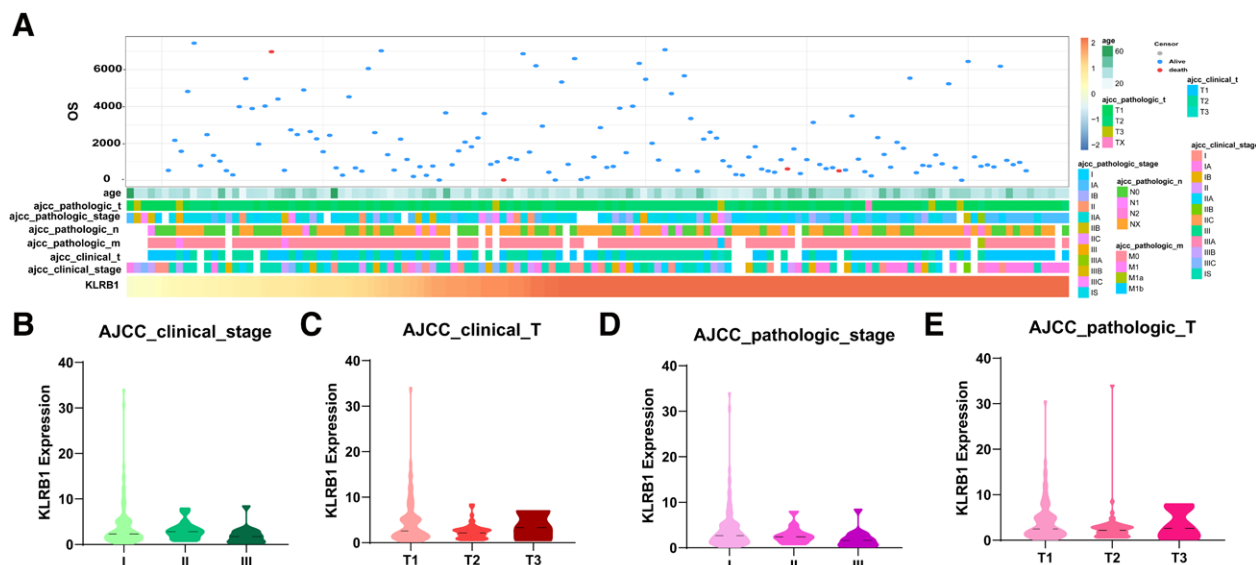 A
OS
6000
4000
2000
0
age
ajcc_pathologic_t
ajcc_pathologic_stage
ajcc_pathologic_n
ajcc_pathologic_m
ajcc_clinical_t
ajcc_clinical_stage
KLRB1
2
1
0
−1
−2
age
60
20
ajcc_pathologic_t
T1
T2
T3
TX
Censor
Alive
death
ajcc_clinical_t
T1
T2
T3
ajcc_pathologic_stage
I
IA
IB
II
IIA
IIB
IIC
III
IIIA
IIIB
IIIC
IS
ajcc_pathologic_n
N0
N1
N2
NX
ajcc_pathologic_m
M0
M1
M1a
M1b
ajcc_clinical_stage
I
IA
IB
II
IIA
IIB
IIC
III
IIIA
IIIB
IIIC
IS
B
AJCC_clinical_stage
KLRB1 Expression
40
30
20
10
0
I
II
III
C
AJCC_clinical_T
KLRB1 Expression
40
30
20
10
0
T1
T2
T3
D
AJCC_pathologic_stage
KLRB1 Expression
40
30
20
10
0
I
II
III
E
AJCC_pathologic_T
KLRB1 Expression
40
30
20
10
0
T1
T2
T3